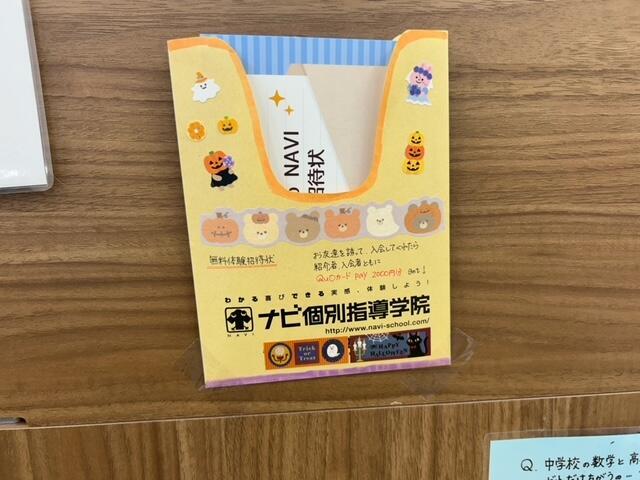 NAVI
招待状
無料体験招待状
お友達を誘って、入会してくれたら
紹介者、入会者ともに
QUOカード Pay 2000円分 Get!
わかる喜びできる実感、体験しよう!
NAVI
ナビ個別指導学院
http://www.navi-school.com/
Trick
or
Treat
HAPPY
HALLOWEEN
Q. 中学校の数学と高